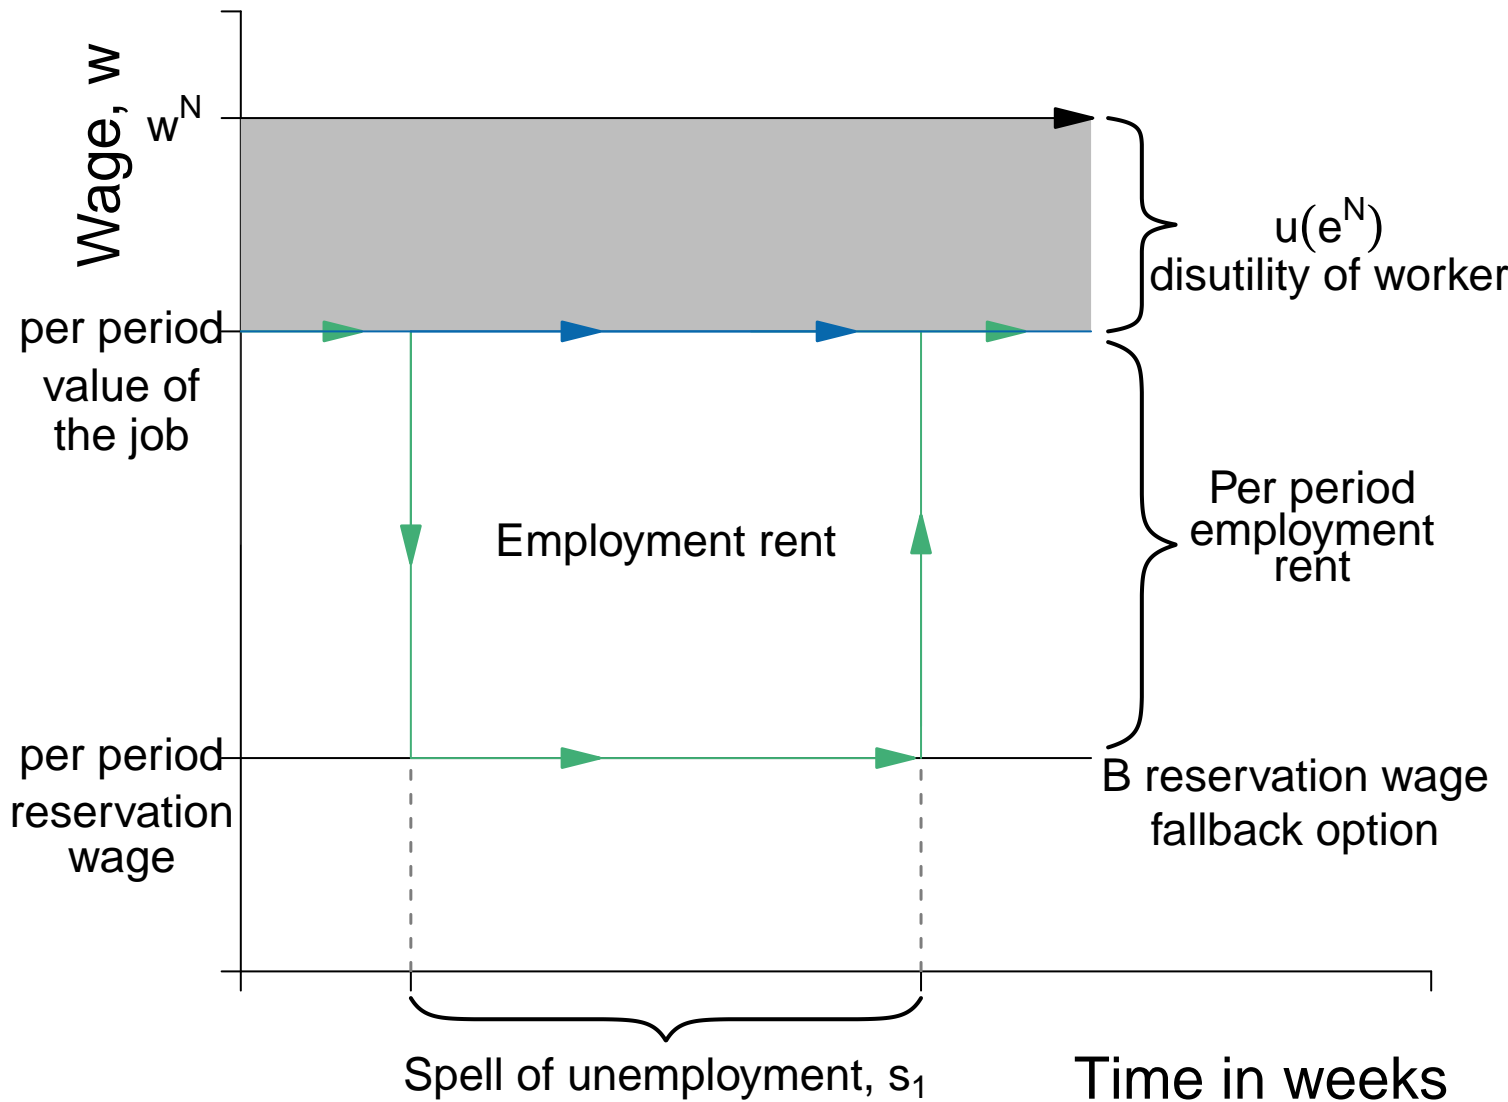 Wage, w
w^N
per period
value of
the job
per period
reservation
wage
Employment rent
u(e^N)
disutility of worker
Per period
employment
rent
B reservation wage
fallback option
Spell of unemployment, s₁
Time in weeks